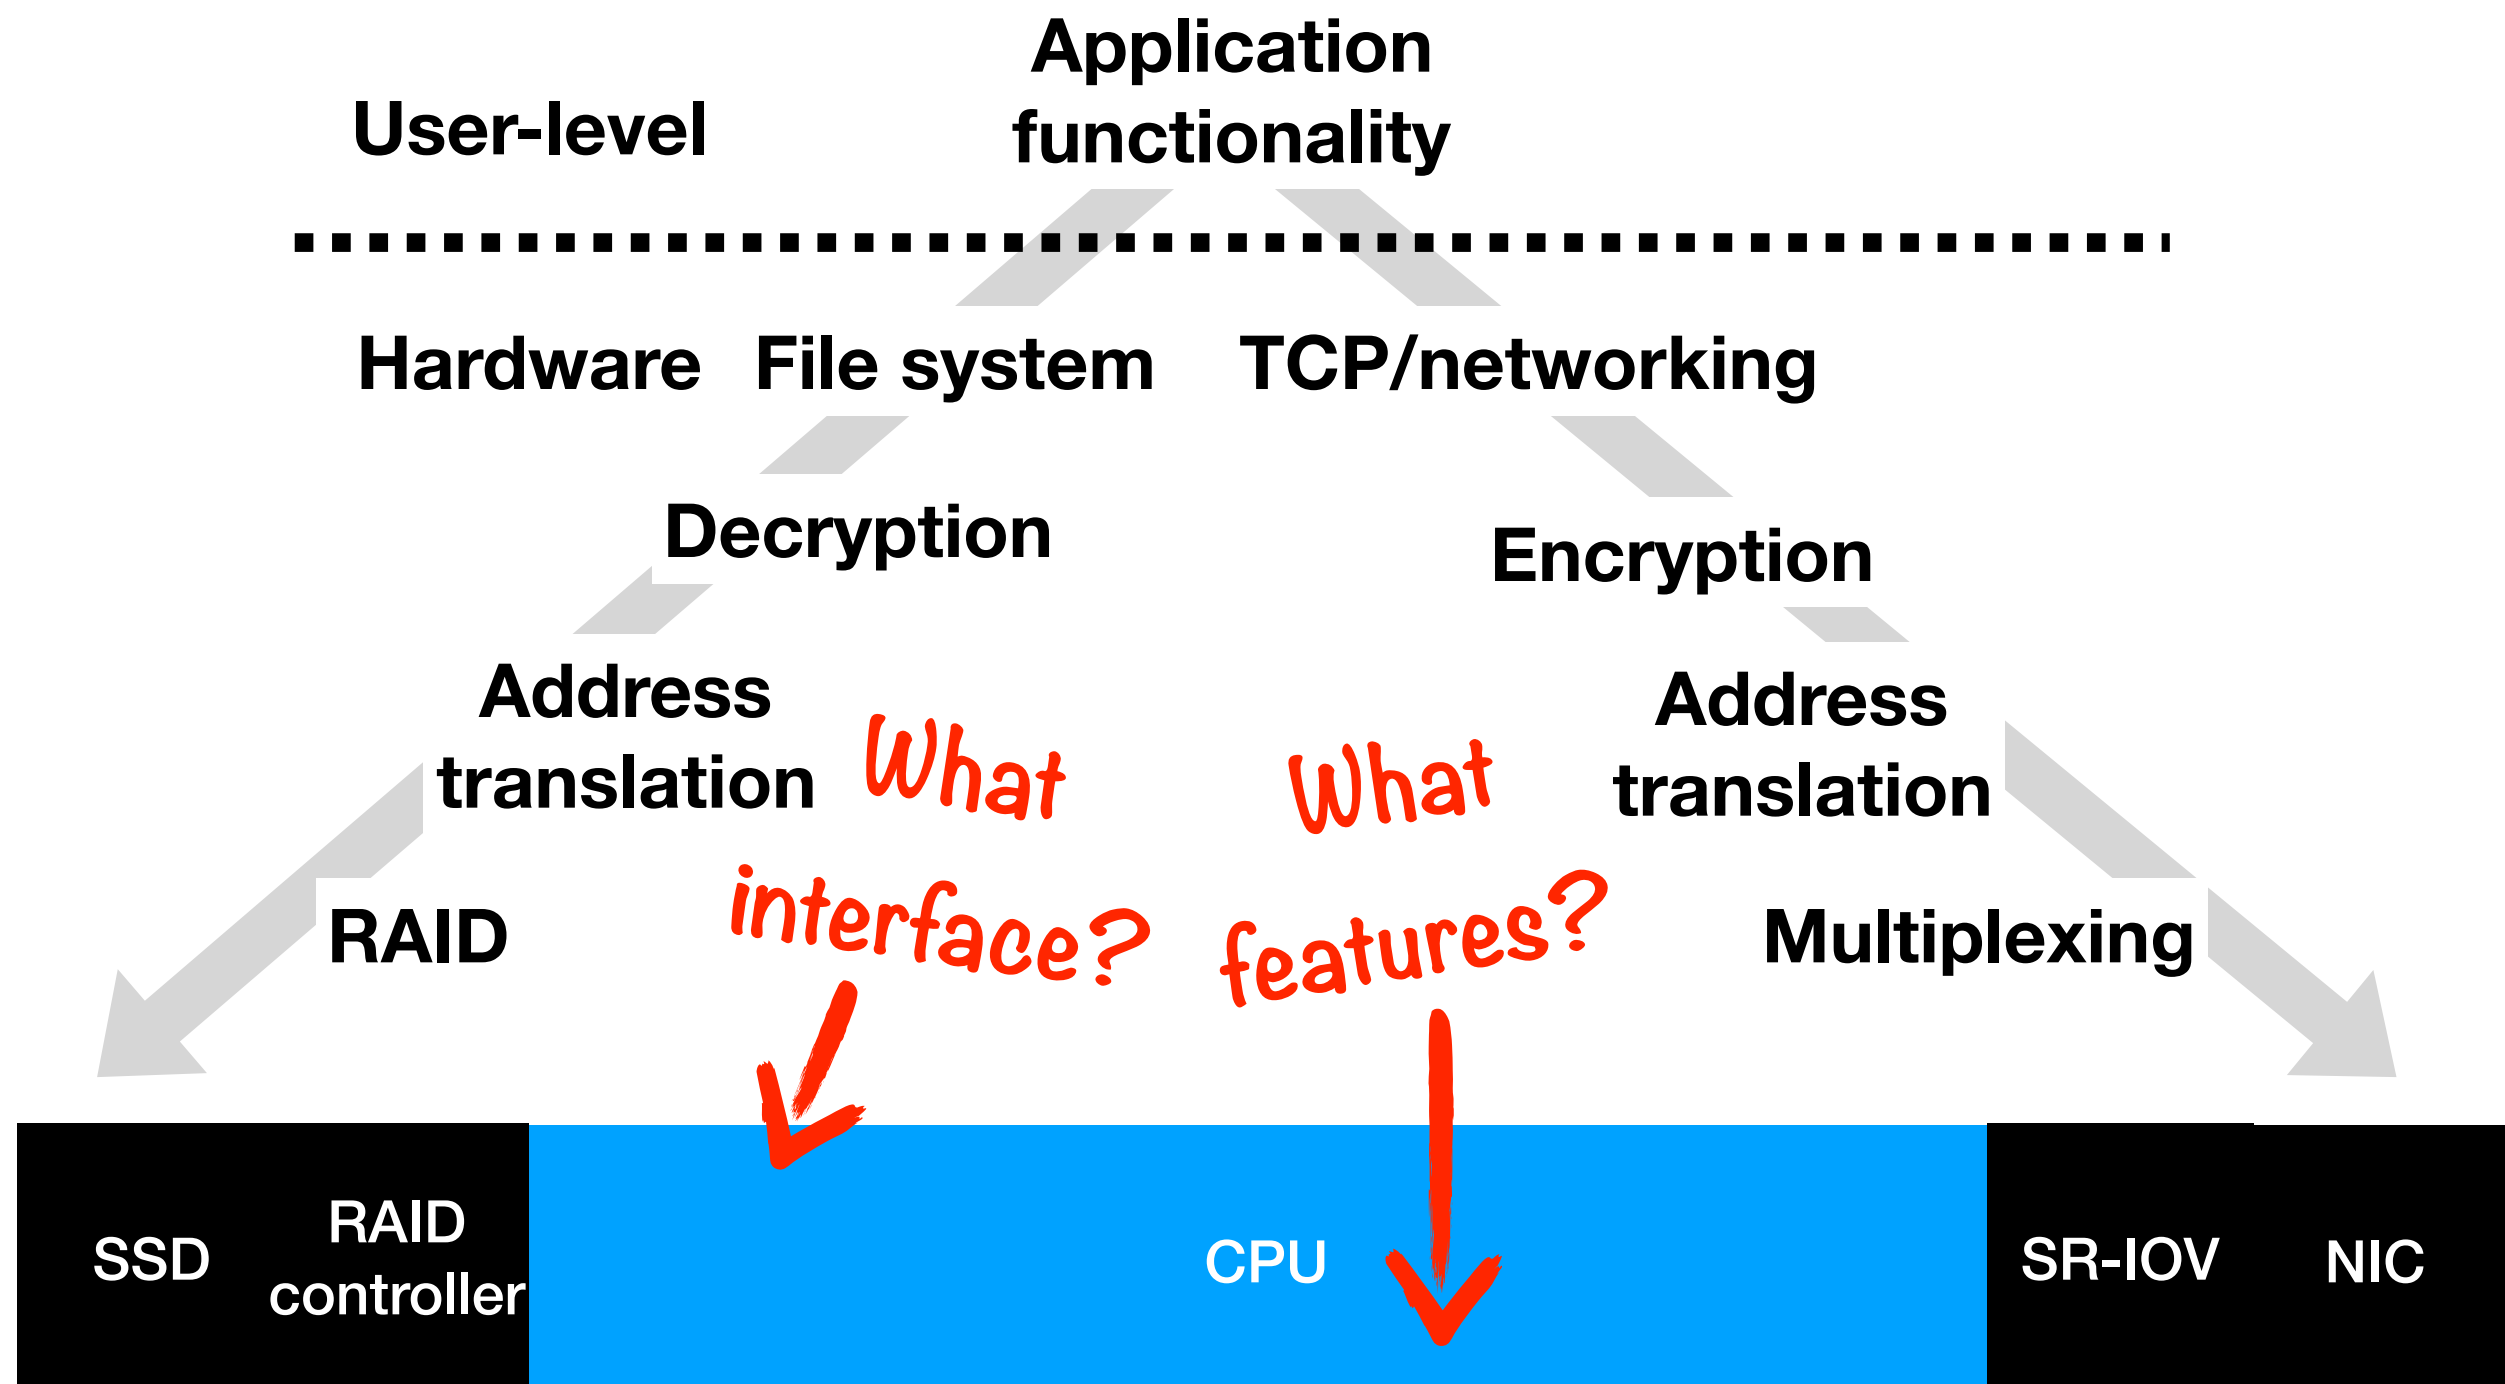 Application
functionality
User-level
Hardware File system TCP/networking
Decryption
Encryption
Address
translation
Address
translation
What
interface?
What
features?
RAID
Multiplexing
SSD
RAID
controller
CPU
SR-IOV
NIC